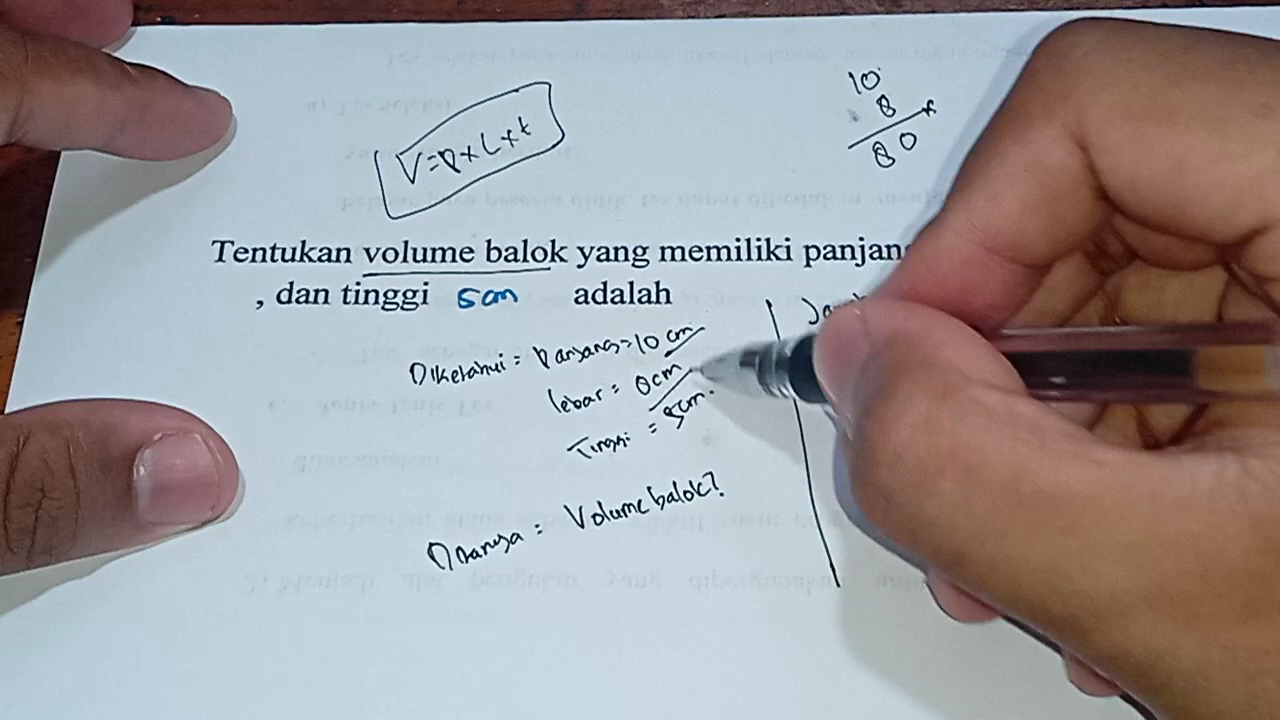 V=P×L×t
10
8 ×
80
Tentukan volume balok yang memiliki panjan
, dan tinggi 5cm adalah
Diketahui = Panjang=10 cm
lebar = 8cm
Tinggi = 5cm.
Ditanya = Volume balok?